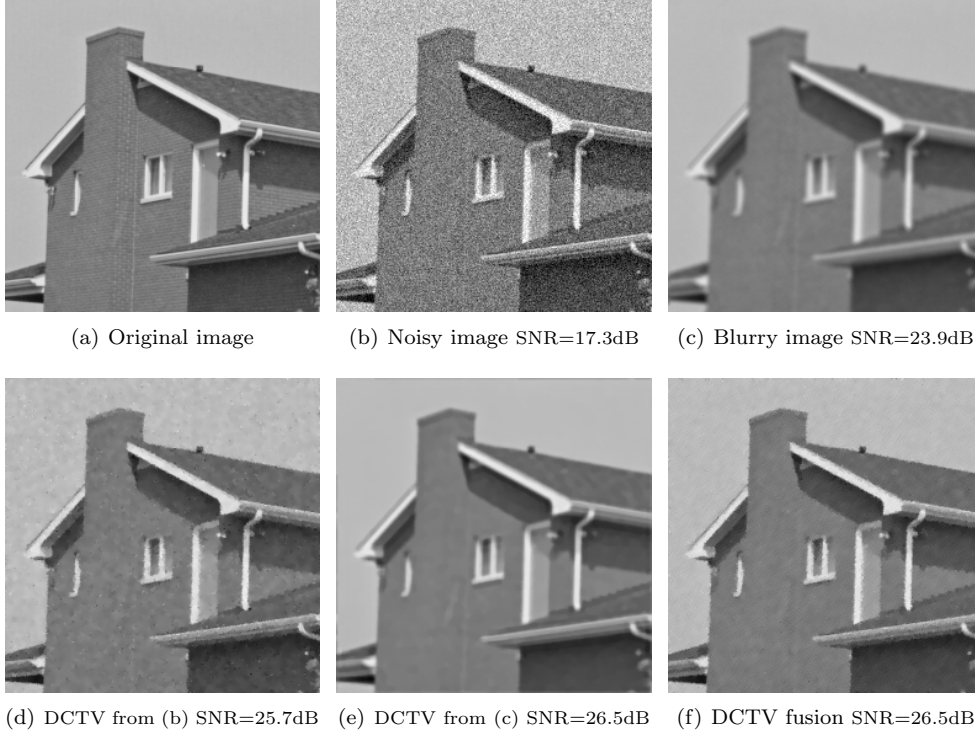 (a) Original image
(b) Noisy image SNR=17.3dB
(c) Blurry image SNR=23.9dB
(d) DCTV from (b) SNR=25.7dB
(e) DCTV from (c) SNR=26.5dB
(f) DCTV fusion SNR=26.5dB